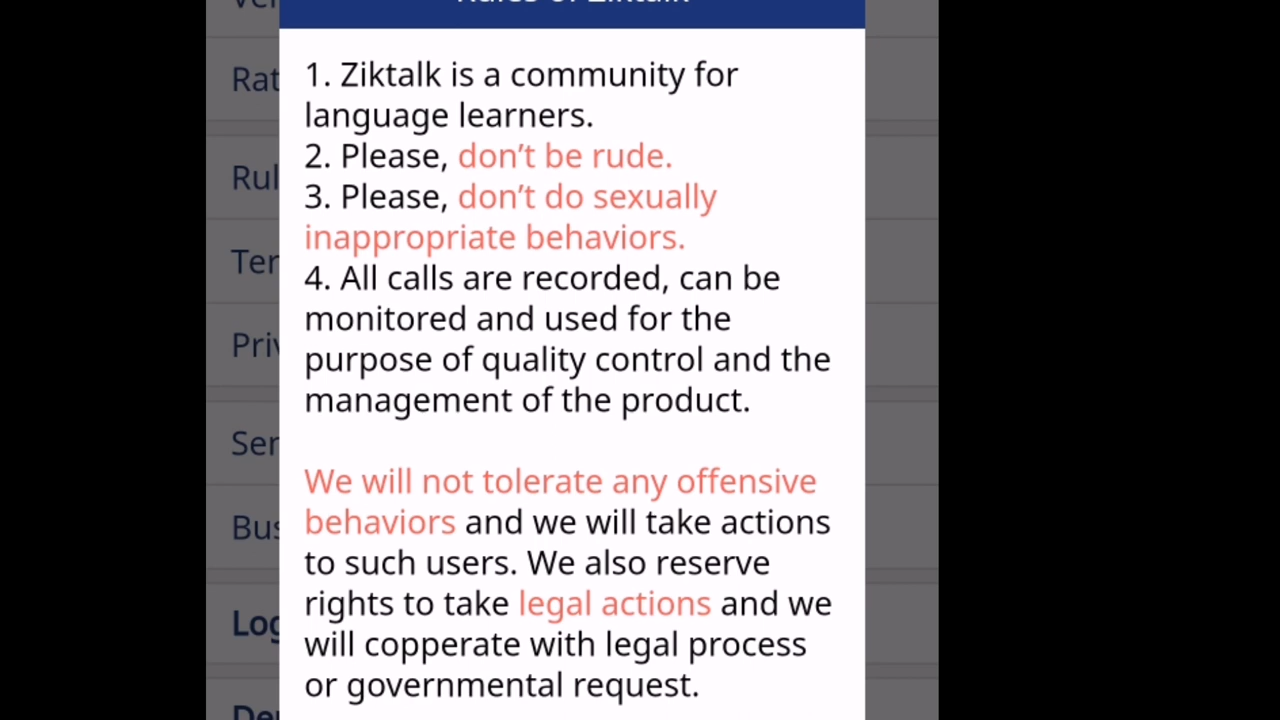 Rules of Ziktalk
1. Ziktalk is a community for
language learners.
2. Please, don't be rude.
3. Please, don't do sexually
inappropriate behaviors.
4. All calls are recorded, can be
monitored and used for the
purpose of quality control and the
management of the product.
We will not tolerate any offensive
behaviors and we will take actions
to such users. We also reserve
rights to take legal actions and we
will copperate with legal process
or governmental request.